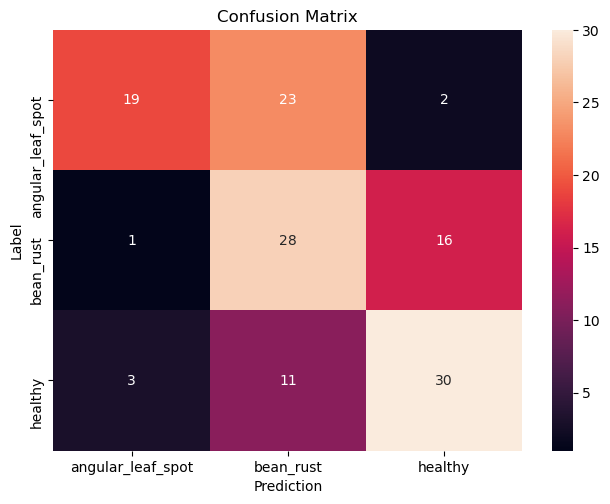 Confusion Matrix
angular_leaf_spot
19 23 2
bean_rust
1 28 16
healthy
3 11 30
Label
angular_leaf_spot bean_rust healthy
Prediction
30
25
20
15
10
5